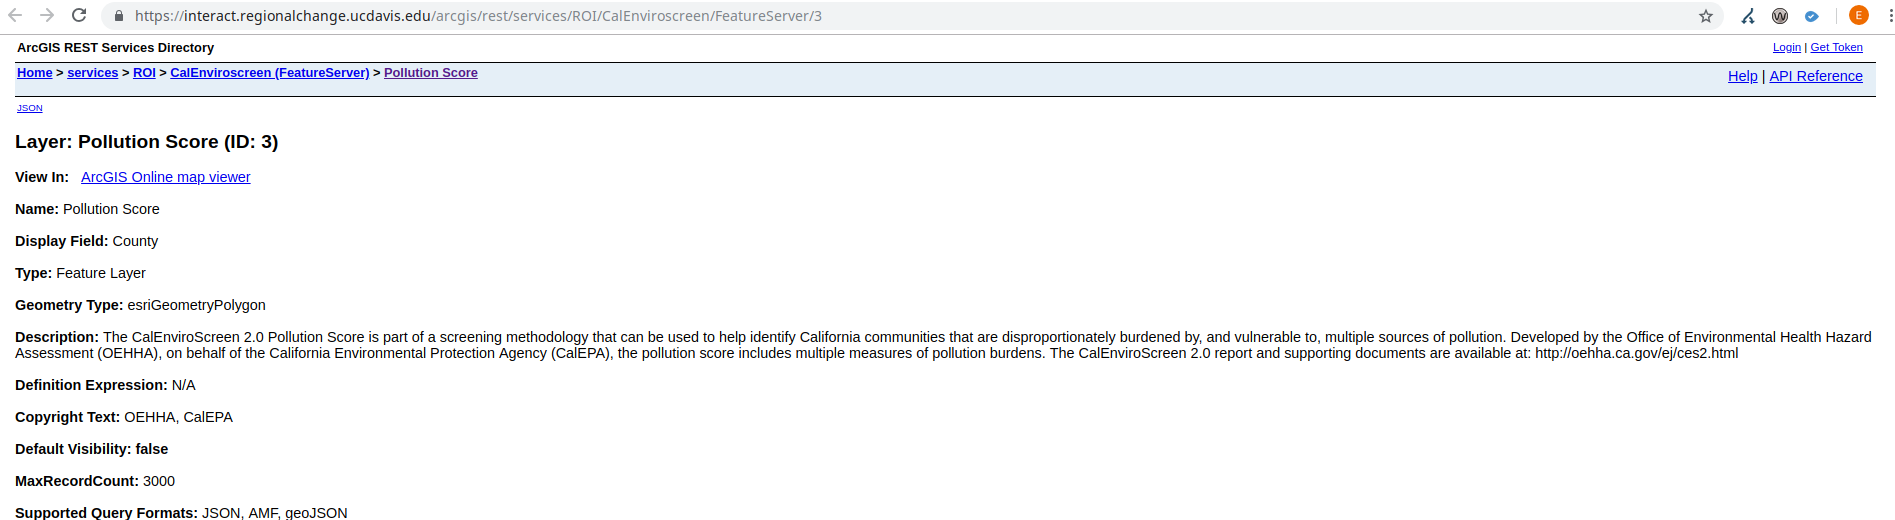 https://interact.regionalchange.ucdavis.edu/arcgis/rest/services/ROI/CalEnviroscreen/FeatureServer/3
E
ArcGIS REST Services Directory
Login | Get Token
Home > services > ROI > CalEnviroscreen (FeatureServer) > Pollution Score
Help | API Reference
JSON
Layer: Pollution Score (ID: 3)
View In: ArcGIS Online map viewer
Name: Pollution Score
Display Field: County
Type: Feature Layer
Geometry Type: esriGeometryPolygon
Description: The CalEnviroScreen 2.0 Pollution Score is part of a screening methodology that can be used to help identify California communities that are disproportionately burdened by, and vulnerable to, multiple sources of pollution. Developed by the Office of Environmental Health Hazard
Assessment (OEHHA), on behalf of the California Environmental Protection Agency (CalEPA), the pollution score includes multiple measures of pollution burdens. The CalEnviroScreen 2.0 report and supporting documents are available at: http://oehha.ca.gov/ej/ces2.html
Definition Expression: N/A
Copyright Text: OEHHA, CalEPA
Default Visibility: false
MaxRecordCount: 3000
Supported Query Formats: JSON, AMF, geoJSON